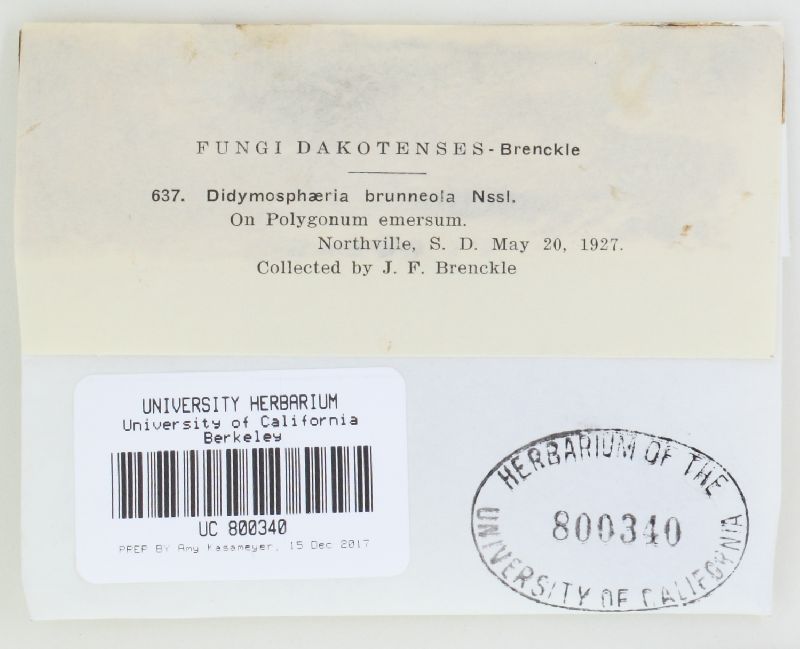 FUNGI DAKOTENSES - Brenckle
637. Didymosphæria brunneola Nssl.
On Polygonum emersum.
Northville, S. D. May 20, 1927.
Collected by J. F. Brenckle
UNIVERSITY HERBARIUM
University of California
Berkeley
UC 800340
PREP BY Amy Kasameyer, 15 Dec 2017
HERBARIUM OF THE
800340
UNIVERSITY OF CALIFORNIA